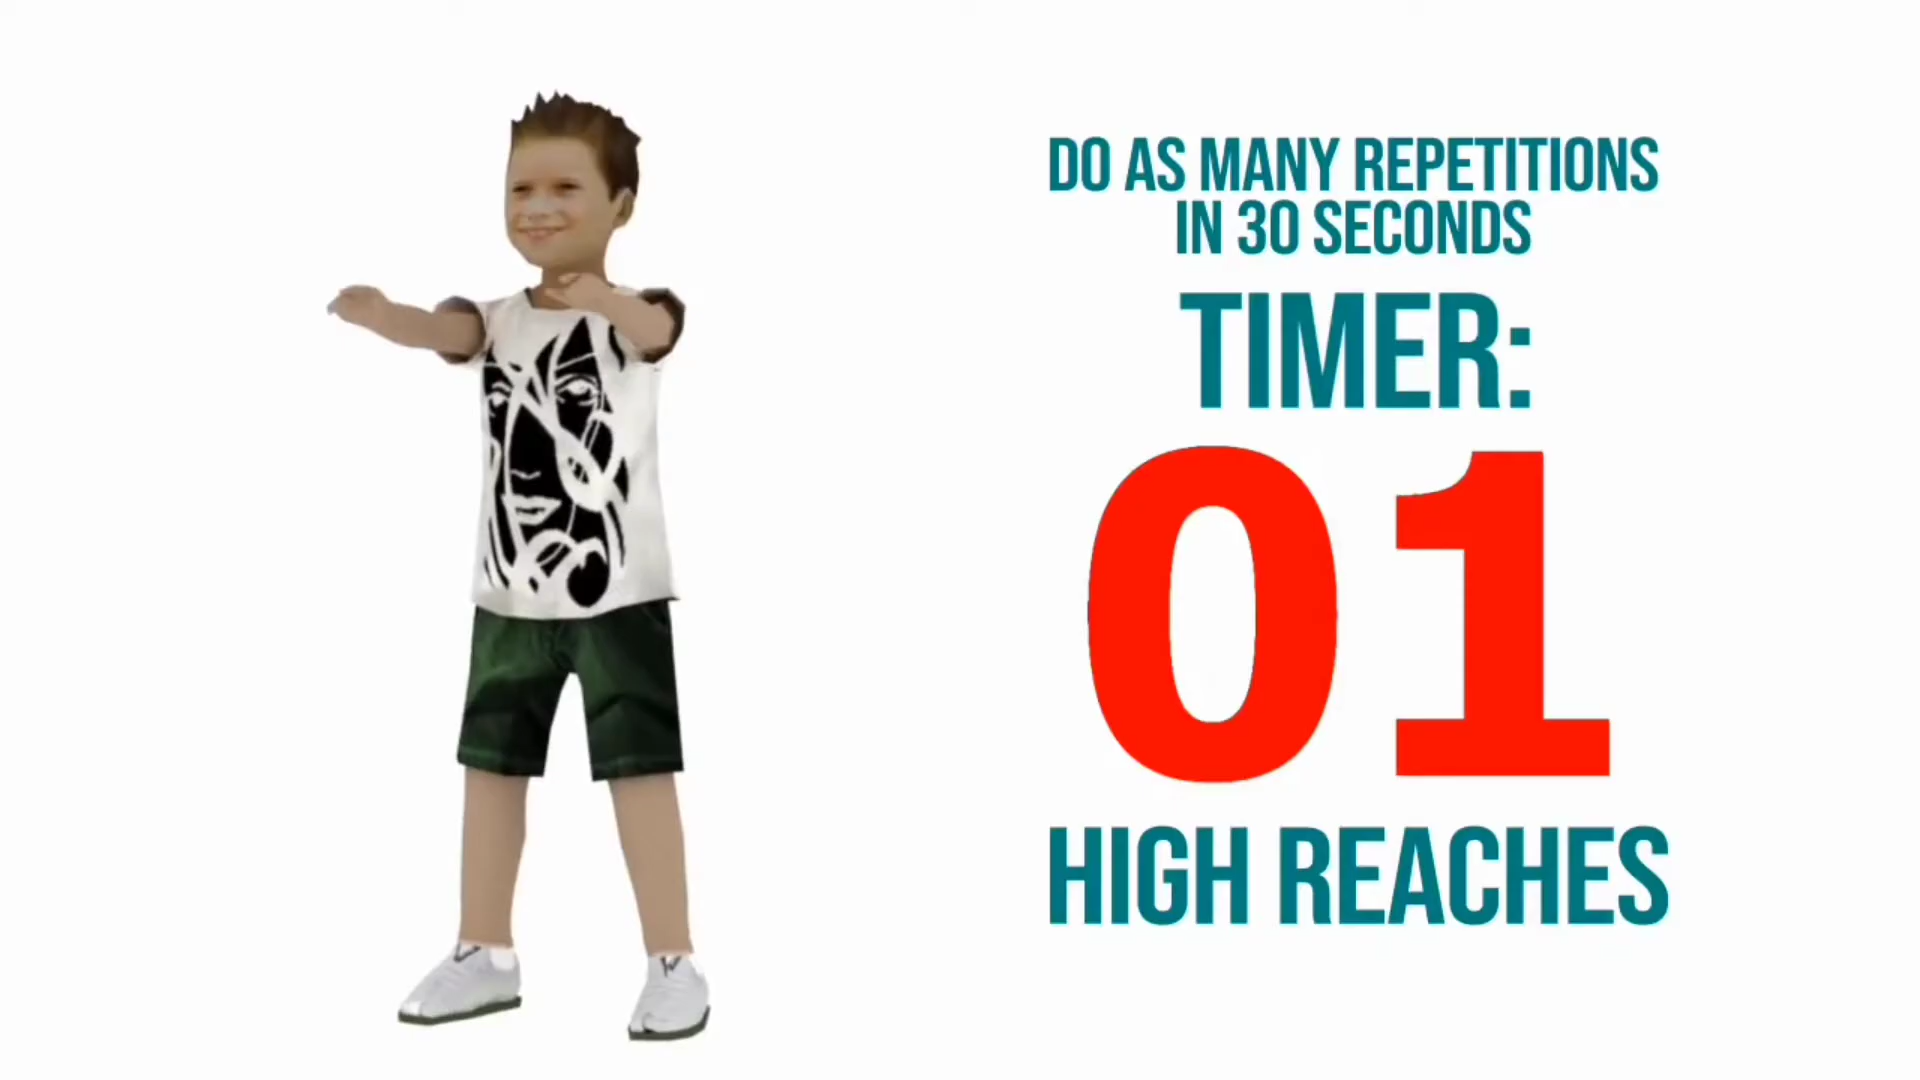 DO AS MANY REPETITIONS
IN 30 SECONDS
TIMER:
01
HIGH REACHES